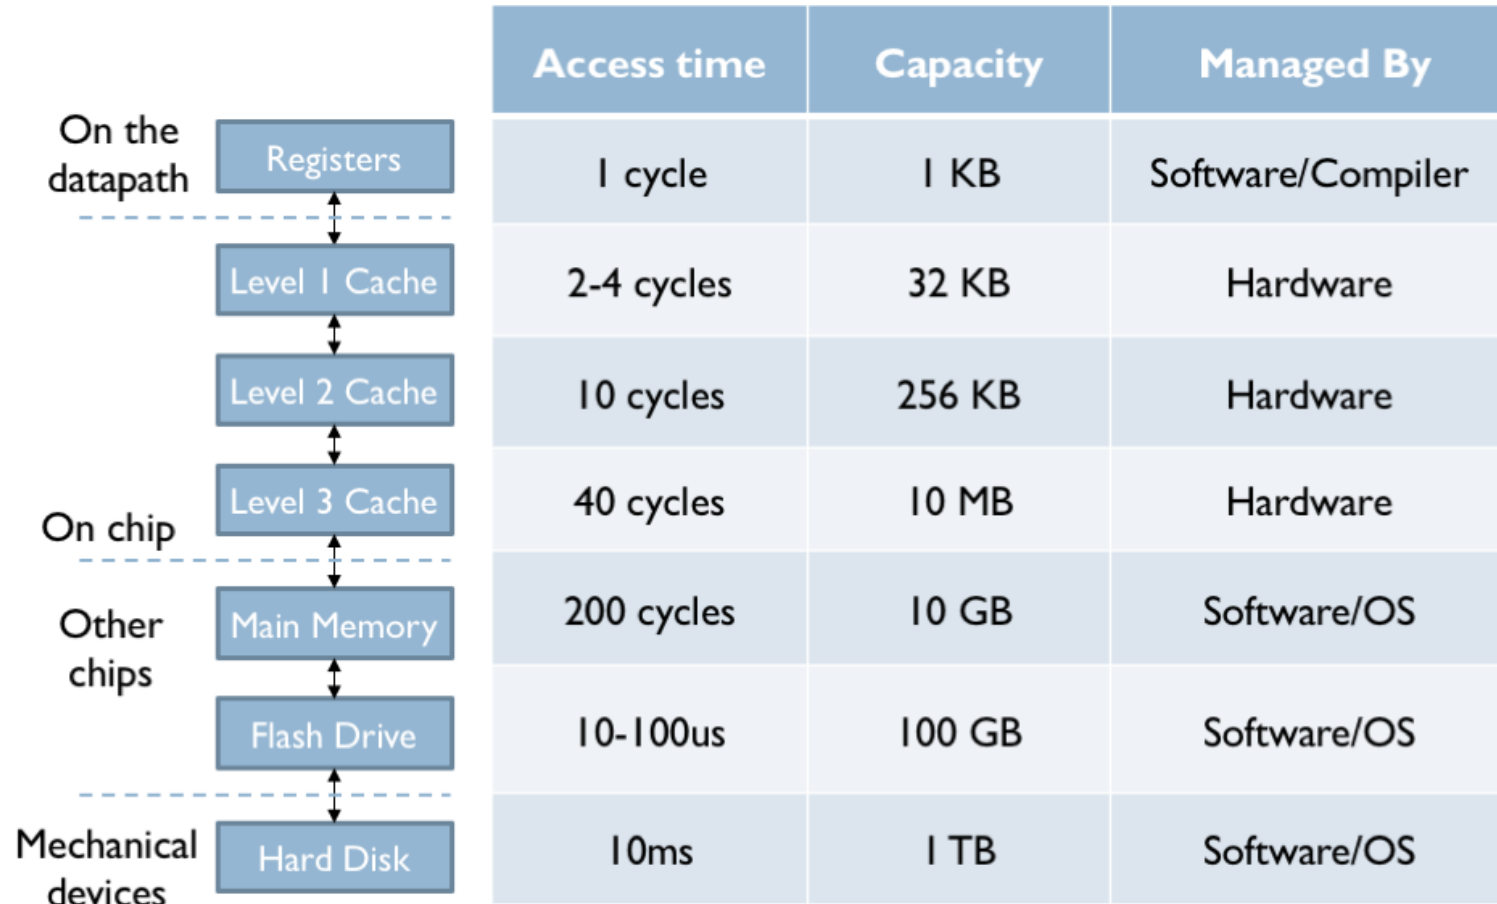 Access time Capacity Managed By
On the
datapath
Registers 1 cycle 1 KB Software/Compiler
Level 1 Cache 2-4 cycles 32 KB Hardware
Level 2 Cache 10 cycles 256 KB Hardware
Level 3 Cache 40 cycles 10 MB Hardware
On chip
Other
chips
Main Memory 200 cycles 10 GB Software/OS
Flash Drive 10-100us 100 GB Software/OS
Mechanical
devices
Hard Disk 10ms 1 TB Software/OS